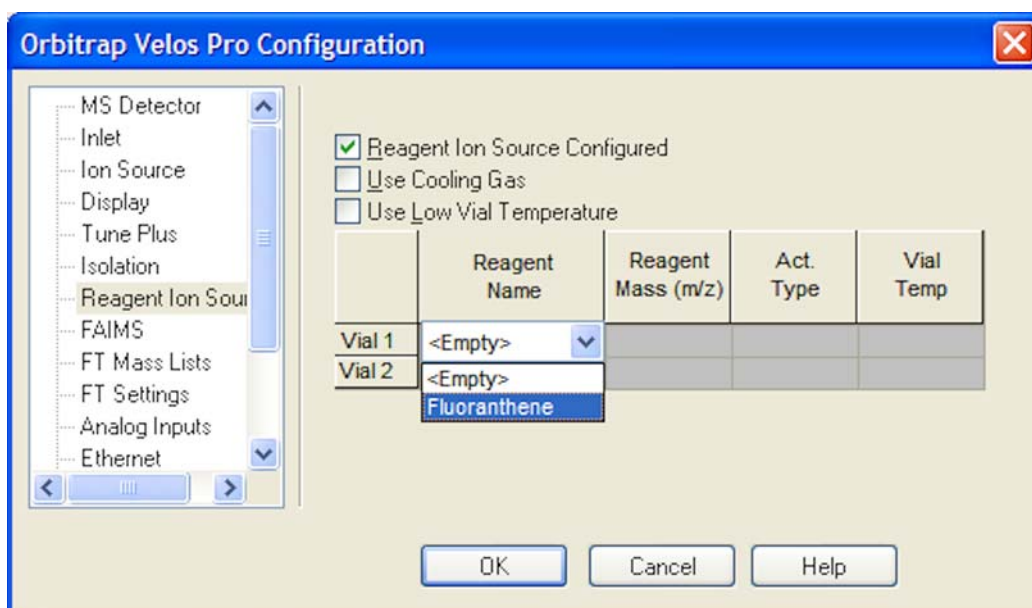 Orbitrap Velos Pro Configuration
MS Detector
Inlet
Ion Source
Display
Tune Plus
Isolation
Reagent Ion Sour
FAIMS
FT Mass Lists
FT Settings
Analog Inputs
Ethernet
Reagent Ion Source Configured
Use Cooling Gas
Use Low Vial Temperature
Reagent Name
Reagent Mass (m/z)
Act. Type
Vial Temp
Vial 1
<Empty>
Vial 2
<Empty>
Fluoranthene
OK
Cancel
Help